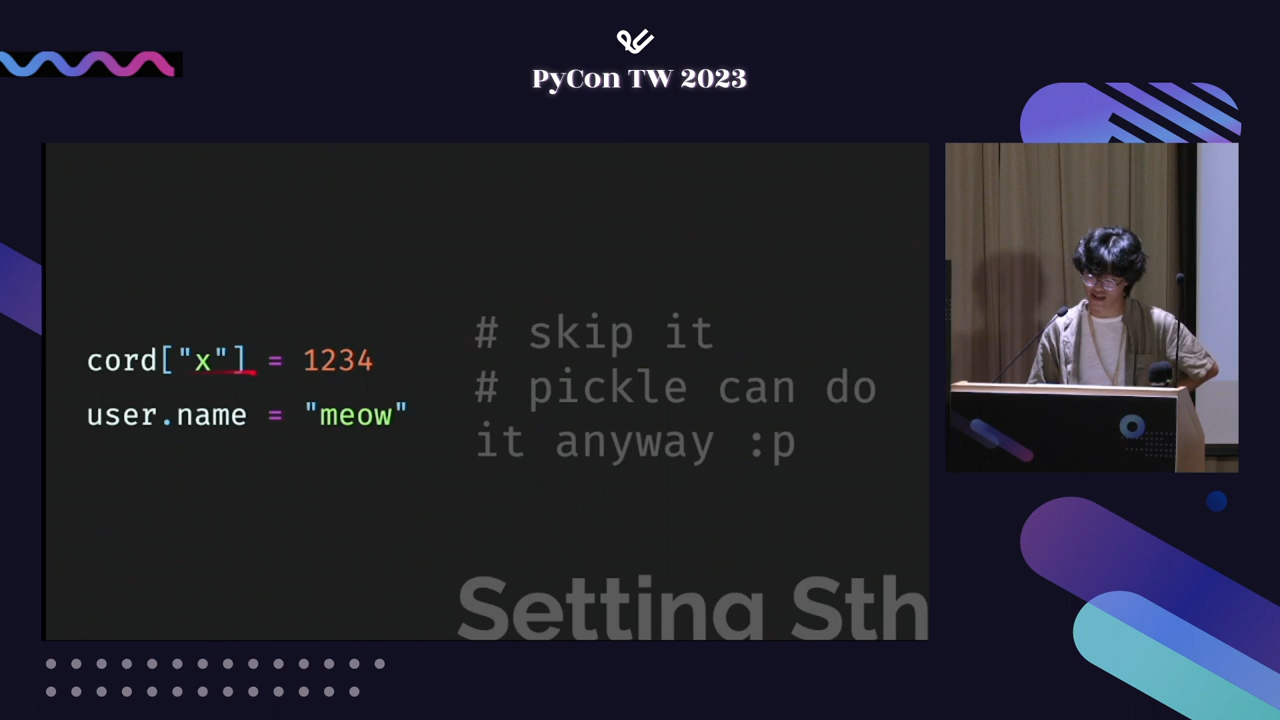 PyCon TW 2023
cord["x"] = 1234
user.name = "meow"
# skip it
# pickle can do
it anyway :p
Setting Sth